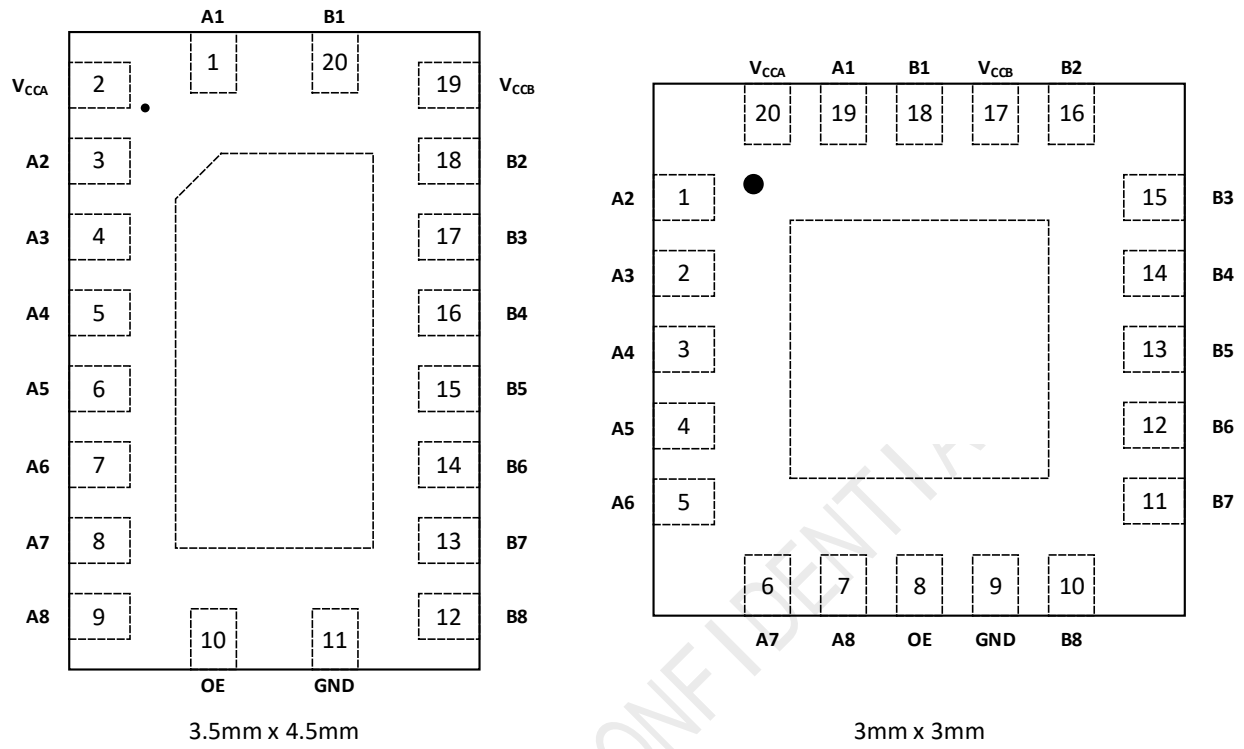 A1 B1
1 20
V_CCA 2 19 V_CCB
A2 3 18 B2
A3 4 17 B3
A4 5 16 B4
A5 6 15 B5
A6 7 14 B6
A7 8 13 B7
A8 9 12 B8
10 11
OE GND
3.5mm x 4.5mm
V_CCA A1 B1 V_CCB B2
20 19 18 17 16
A2 1 15 B3
A3 2 14 B4
A4 3 13 B5
A5 4 12 B6
A6 5 11 B7
6 7 8 9 10
A7 A8 OE GND B8
3mm x 3mm